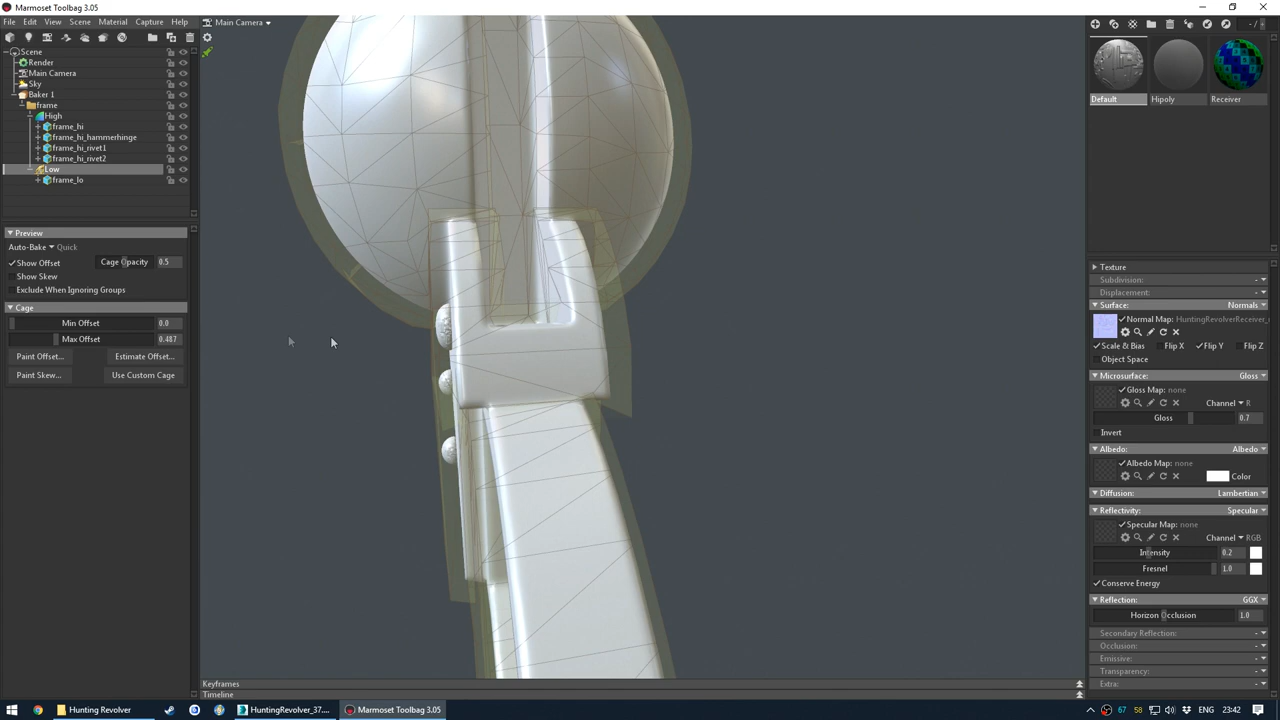 Marmoset Toolbag 3.05
File Edit View Scene Material Capture Help
Main Camera
Scene
Render
Main Camera
Sky
Baker 1
frame
High
frame_hi
frame_hi_hammerhinge
frame_hi_rivet1
frame_hi_rivet2
Low
frame_lo
Preview
Auto-Bake Quick
Show Offset Cage Opacity 0.5
Show Skew
Exclude When Ignoring Groups
Cage
Min Offset 0.0
Max Offset 0.487
Paint Offset... Estimate Offset...
Paint Skew... Use Custom Cage
Keyframes
Timeline
- /
Default Hipoly Receiver
Texture
Subdivision: -
Displacement: -
Surface: Normals
Normal Map: HuntingRevolverReceiver_
Scale & Bias Flip X Flip Y Flip Z
Object Space
Microsurface: Gloss
Gloss Map: none
Channel R
Gloss 0.7
Invert
Albedo: Albedo
Albedo Map: none
Color
Diffusion: Lambertian
Reflectivity: Specular
Specular Map: none
Channel RGB
Intensity 0.2
Fresnel 1.0
Conserve Energy
Reflection: GGX
Horizon Occlusion 1.0
Secondary Reflection: -
Occlusion: -
Emissive: -
Transparency: -
Extra: -
Hunting Revolver
HuntingRevolver_37....
Marmoset Toolbag 3.05
67 58 ENG 23:42